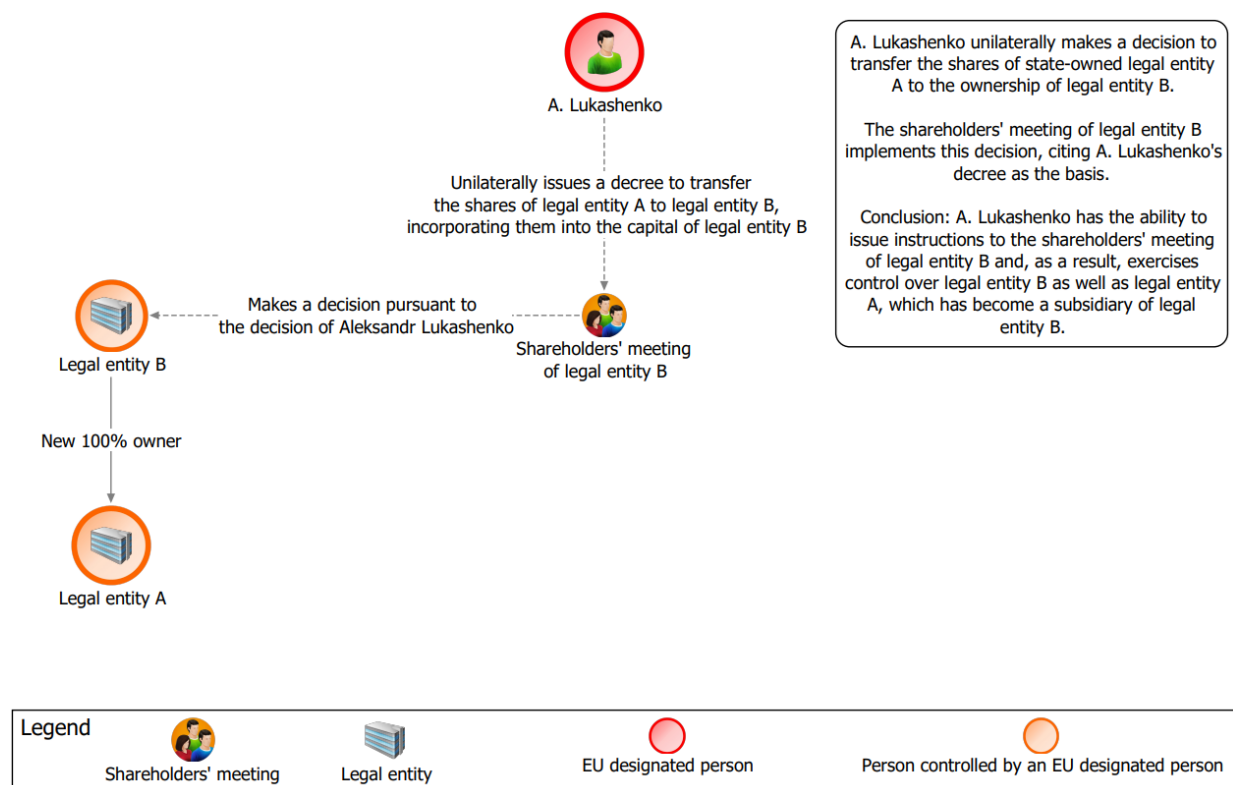 A. Lukashenko
Unilaterally issues a decree to transfer
the shares of legal entity A to legal entity B,
incorporating them into the capital of legal entity B
Makes a decision pursuant to
the decision of Aleksandr Lukashenko
Shareholders' meeting
of legal entity B
Legal entity B
New 100% owner
Legal entity A
A. Lukashenko unilaterally makes a decision to
transfer the shares of state-owned legal entity
A to the ownership of legal entity B.
The shareholders' meeting of legal entity B
implements this decision, citing A. Lukashenko's
decree as the basis.
Conclusion: A. Lukashenko has the ability to
issue instructions to the shareholders' meeting
of legal entity B and, as a result, exercises
control over legal entity B as well as legal entity
A, which has become a subsidiary of legal
entity B.
Legend
Shareholders' meeting
Legal entity
EU designated person
Person controlled by an EU designated person